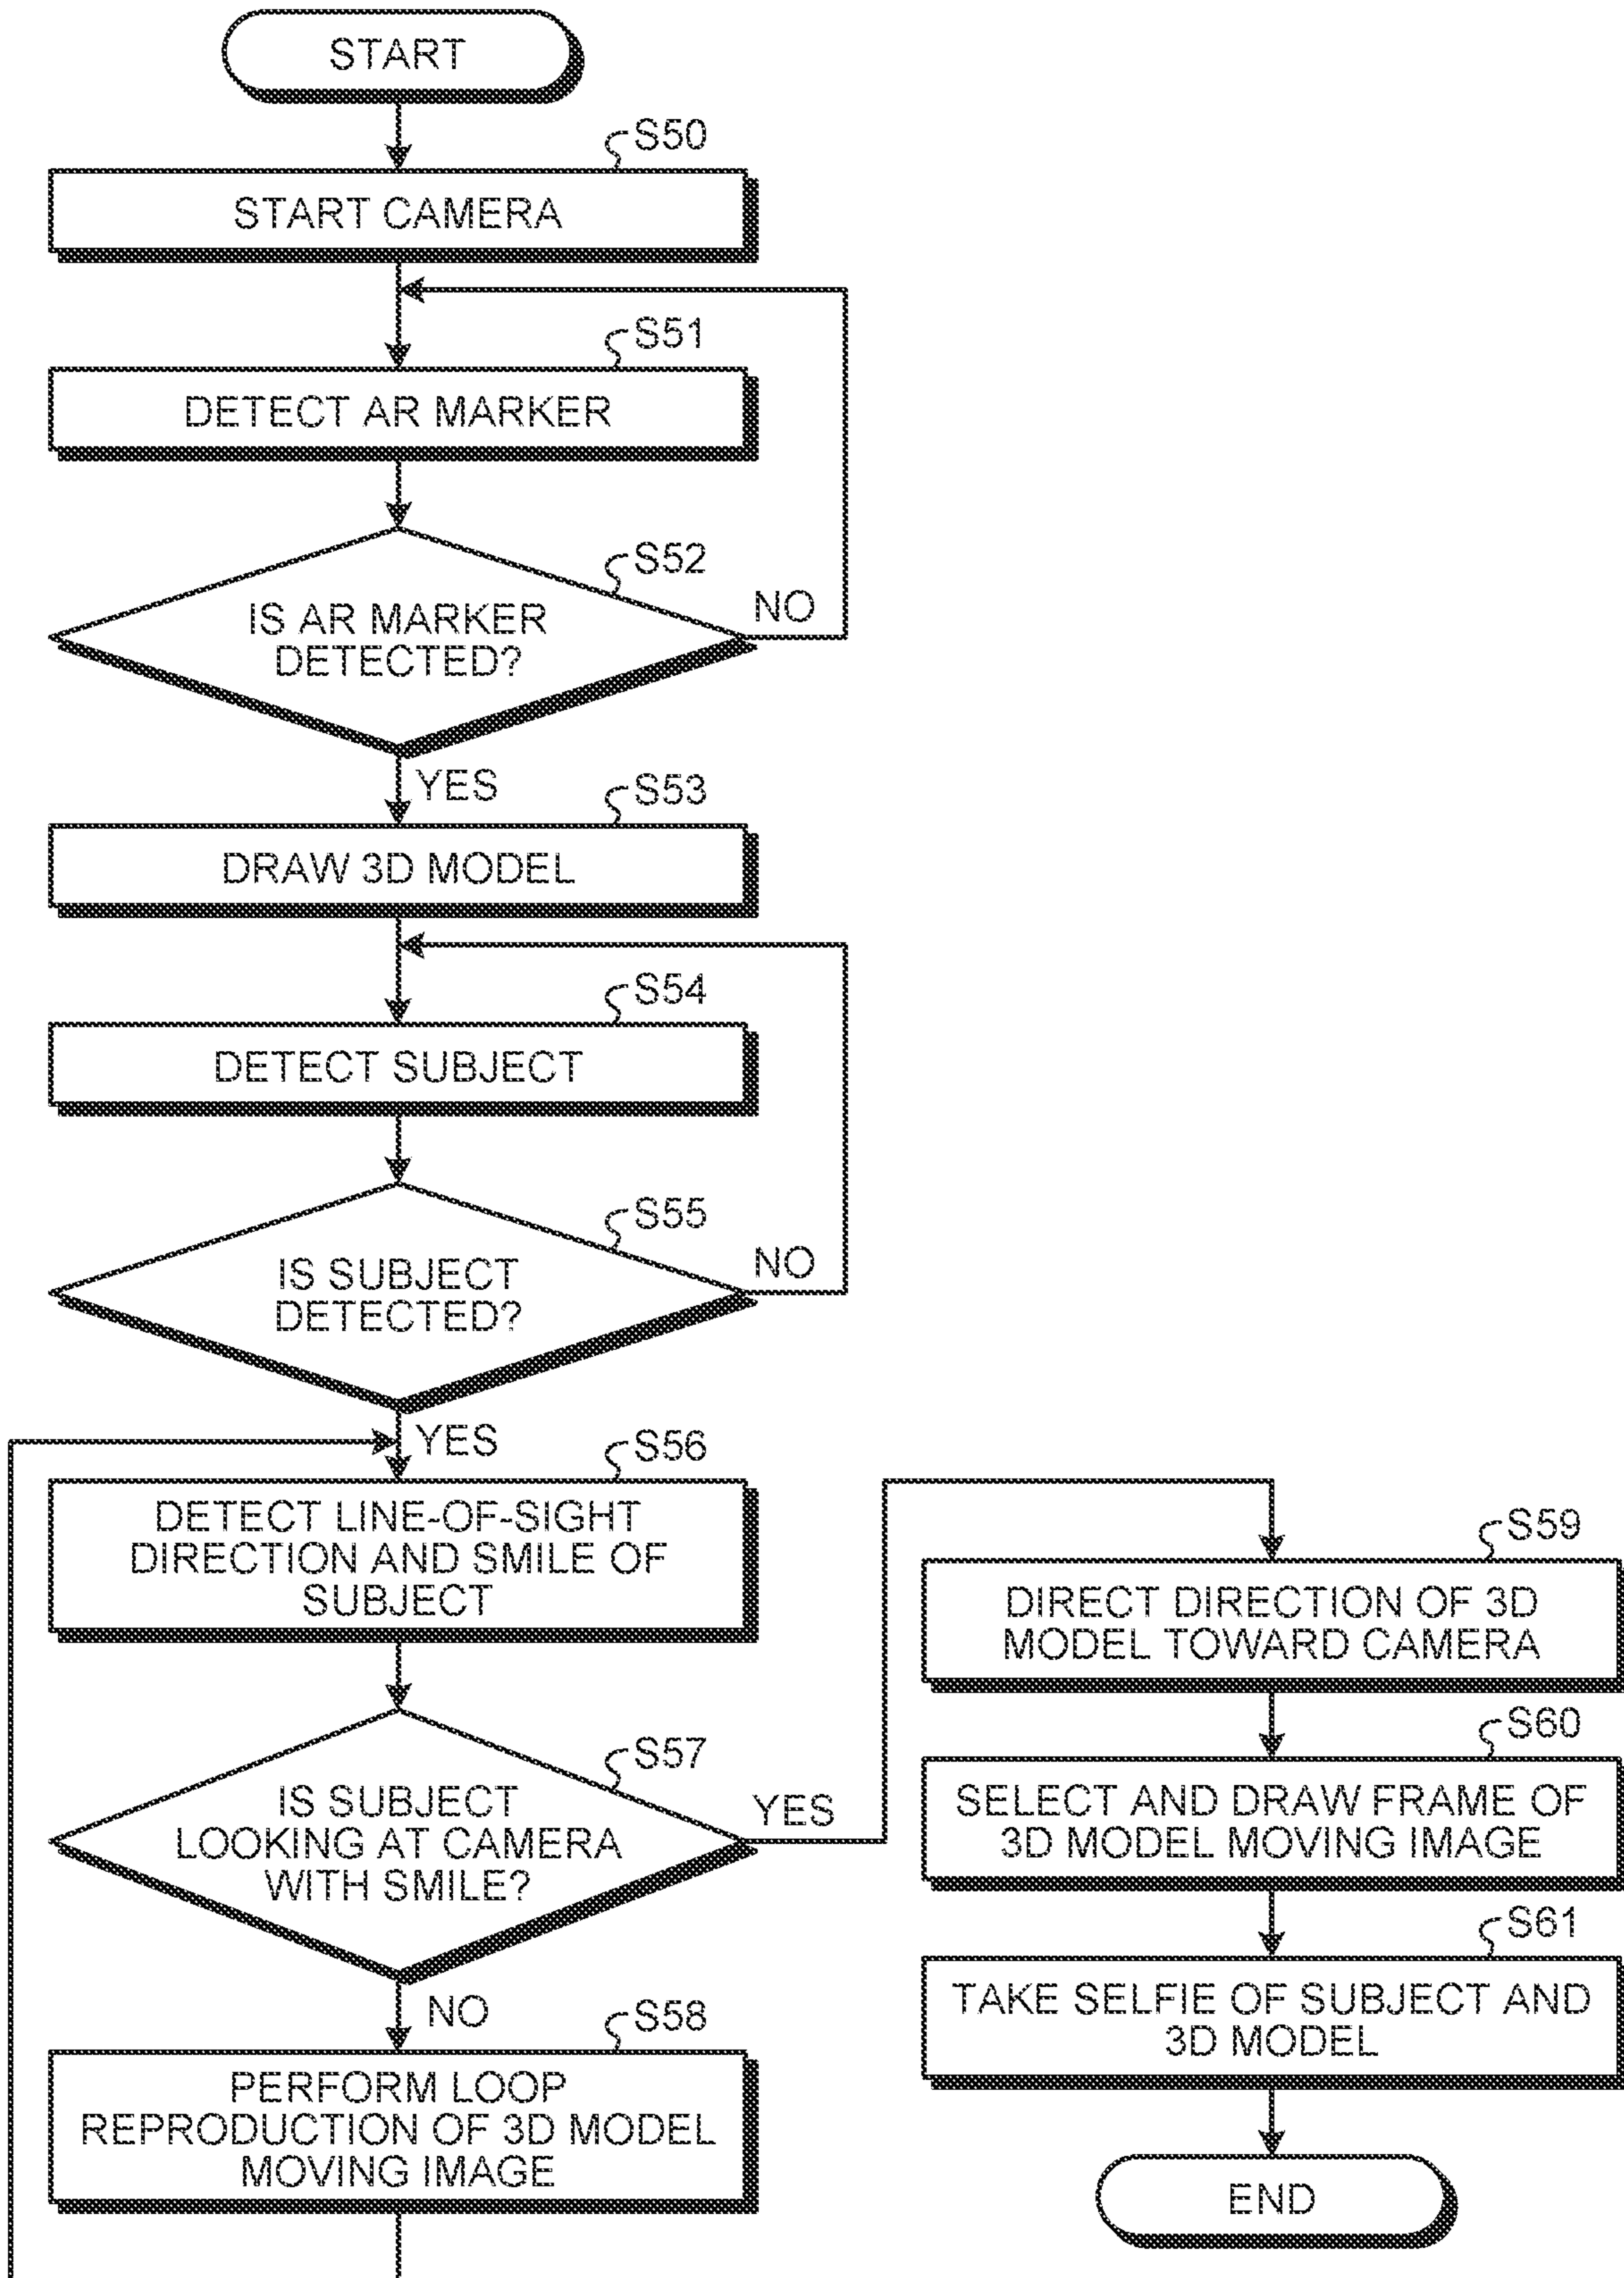 START
S50
START CAMERA
S51
DETECT AR MARKER
S52
IS AR MARKER
DETECTED?
NO
YES
S53
DRAW 3D MODEL
S54
DETECT SUBJECT
S55
IS SUBJECT
DETECTED?
NO
YES
S56
DETECT LINE-OF-SIGHT
DIRECTION AND SMILE OF
SUBJECT
S57
IS SUBJECT
LOOKING AT CAMERA
WITH SMILE?
YES
NO
S58
PERFORM LOOP
REPRODUCTION OF 3D MODEL
MOVING IMAGE
S59
DIRECT DIRECTION OF 3D
MODEL TOWARD CAMERA
S60
SELECT AND DRAW FRAME OF
3D MODEL MOVING IMAGE
S61
TAKE SELFIE OF SUBJECT AND
3D MODEL
END